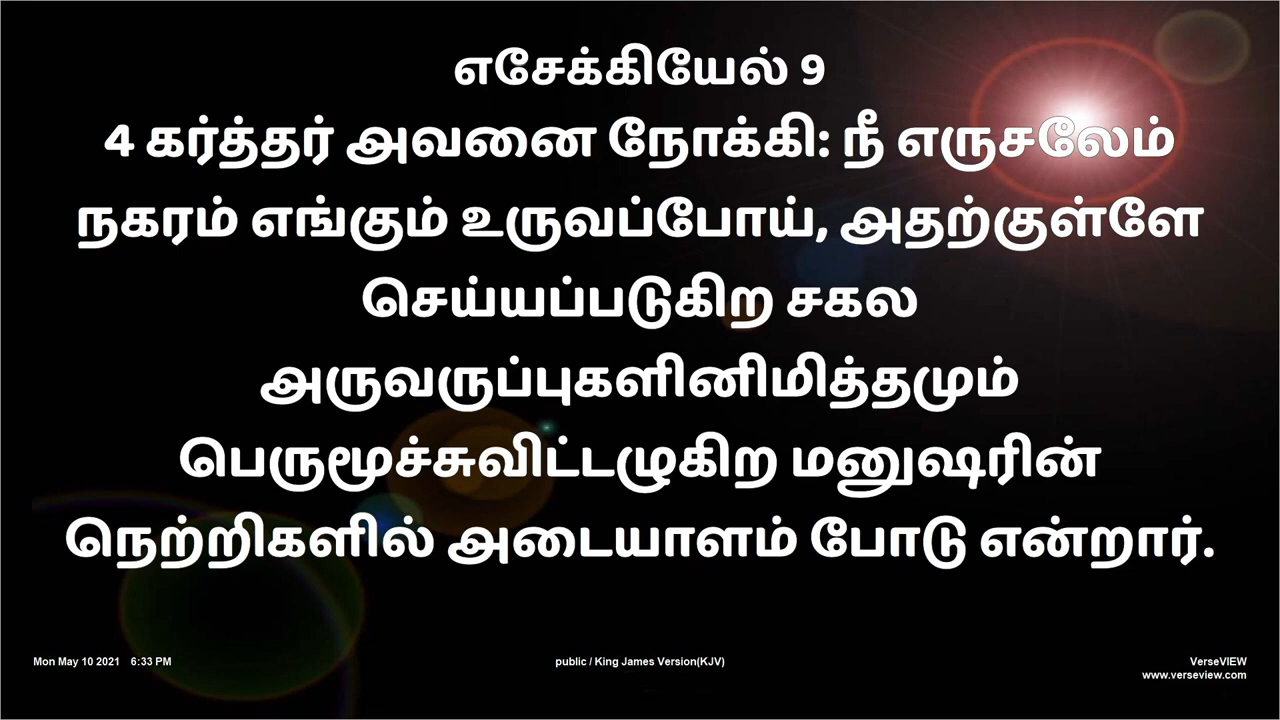 எசேக்கியேல் 9
4 கர்த்தர் அவனை நோக்கி: நீ எருசலேம்
நகரம் எங்கும் உருவப்போய், அதற்குள்ளே
செய்யப்படுகிற சகல
அருவருப்புகளினிமித்தமும்
பெருமூச்சுவிட்டழுகிற மனுஷரின்
நெற்றிகளில் அடையாளம் போடு என்றார்.
Mon May 10 2021 6:33 PM
public / King James Version(KJV)
VerseVIEW
www.verseview.com